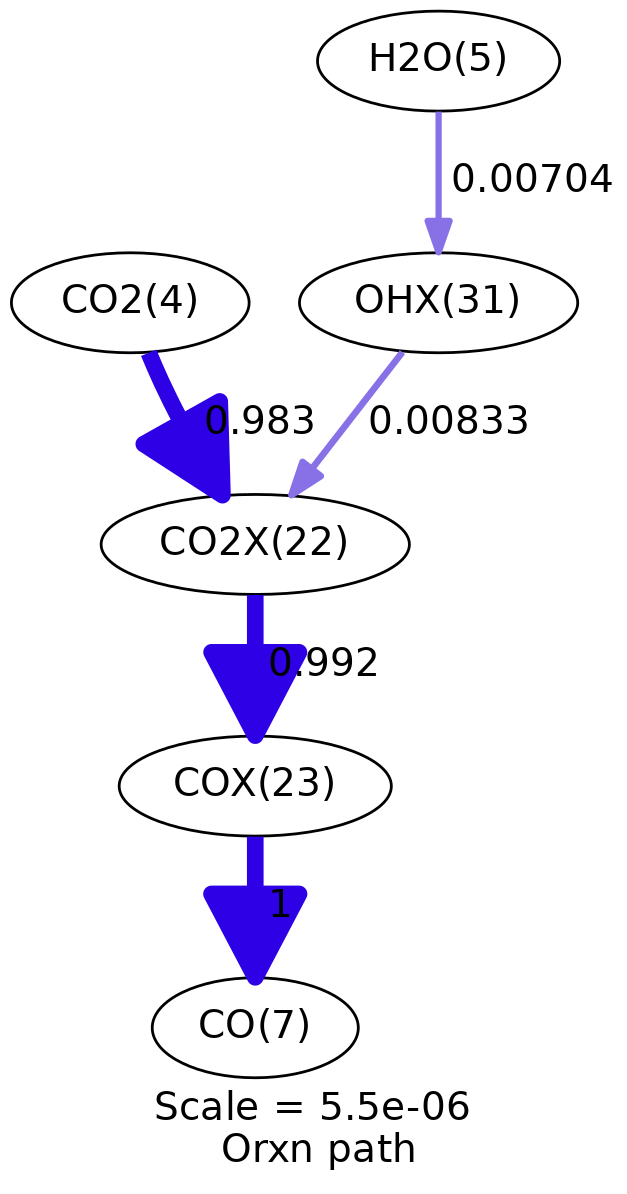 H2O(5)
0.00704
CO2(4)
OHX(31)
0.983
0.00833
CO2X(22)
0.992
COX(23)
1
CO(7)
Scale = 5.5e-06
Orxn path